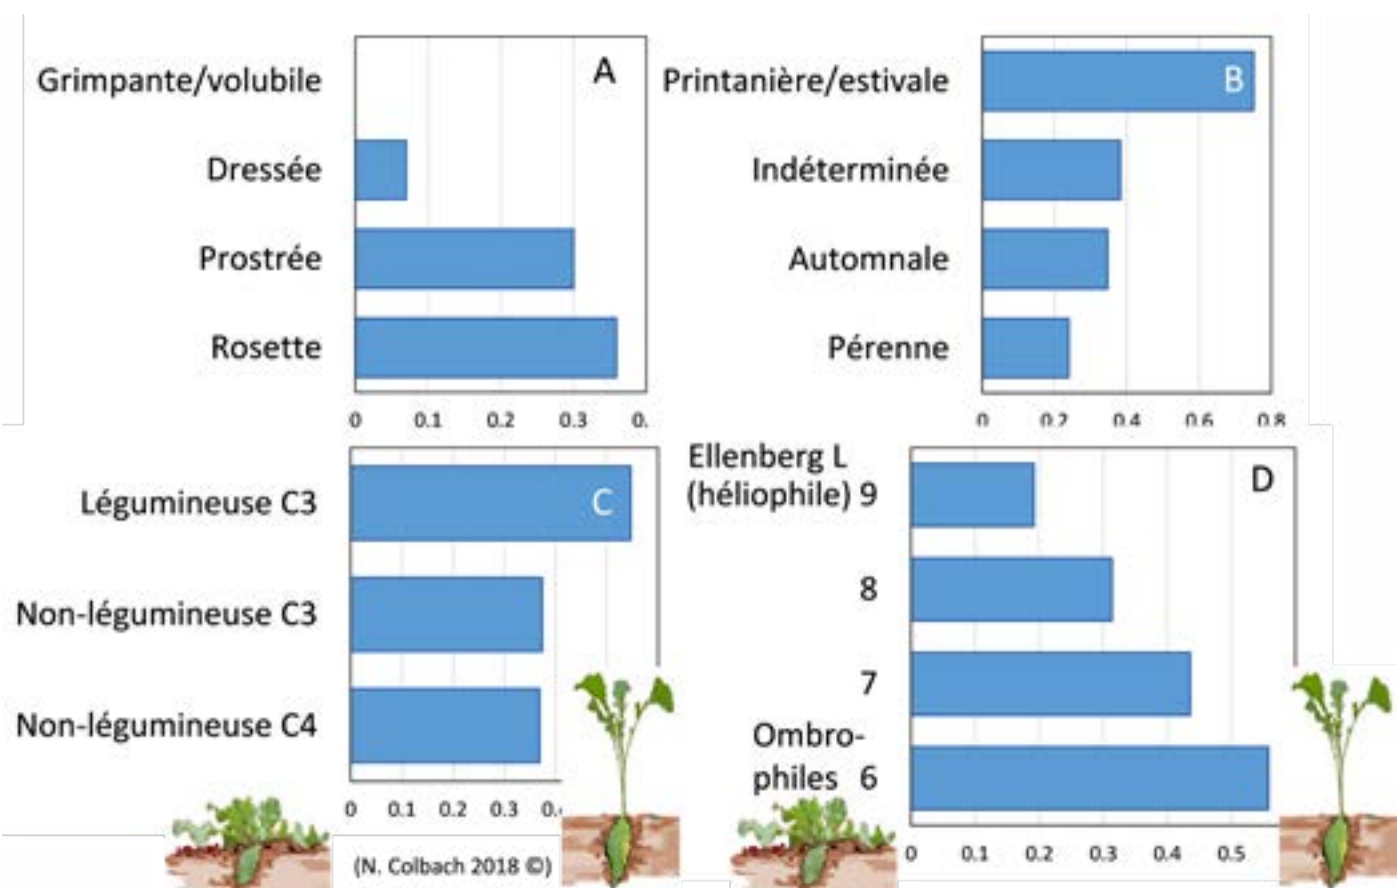 Grimpante/volubile
Dressée
Prostrée
Rosette
A
0 0.1 0.2 0.3 0.
Printanière/estivale
Indéterminée
Automnale
Pérenne
B
0 0.2 0.4 0.6 0.8
Légumineuse C3
Non-légumineuse C3
Non-légumineuse C4
C
0 0.1 0.2 0.3 0.
(N. Colbach 2018 ©)
Ellenberg L
(héliophile) 9
8
7
Ombro-
philes 6
D
0 0.1 0.2 0.3 0.4 0.5